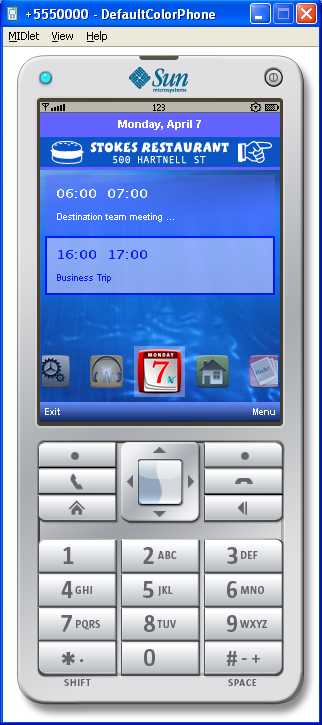 +5550000 - DefaultColorPhone
MIDlet View Help
Sun
microsystems
123
Monday, April 7
STOKES RESTAURANT
500 HARTNELL ST
06:00 07:00
Destination team meeting ...
16:00 17:00
Business Trip
MONDAY
7
Exit Menu
1 2 ABC 3 DEF
4 GHI 5 JKL 6 MNO
7 PQRS 8 TUV 9 WXYZ
* . 0 # - +
SHIFT SPACE